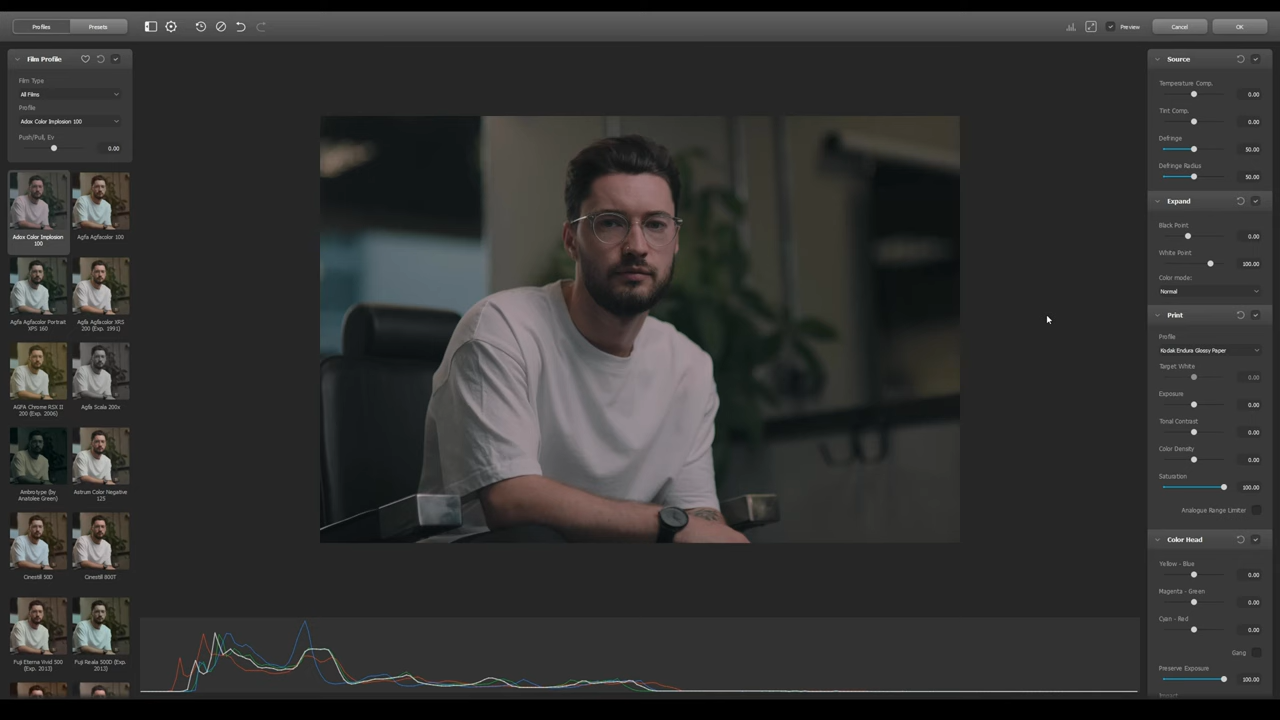 Profiles
Presets
Preview
Cancel
OK
Film Profile
Film Type
All Films
Profile
Adox Color Implosion 100
Push/Pull, Ev
0.00
Adox Color Implosion
100
Agfa Agfacolor 100
Agfa Agfacolor Portrait
XPS 160
Agfa Agfacolor XRS
200 (Exp. 1991)
AGFA Chrome RSX II
200 (Exp. 2006)
Agfa Scala 200x
Ambrotype (by
Anatolee Green)
Astrum Color Negative
125
Cinestill 50D
Cinestill 800T
Fuji Eterna Vivid 500
(Exp. 2013)
Fuji Reala 500D (Exp.
2013)
Source
Temperature Comp.
0.00
Tint Comp.
0.00
Defringe
50.00
Defringe Radius
50.00
Expand
Black Point
0.00
White Point
100.00
Color mode:
Normal
Print
Profile
Kodak Endura Glossy Paper
Target White
0.00
Exposure
0.00
Tonal Contrast
0.00
Color Density
0.00
Saturation
100.00
Analogue Range Limiter
Color Head
Yellow - Blue
0.00
Magenta - Green
0.00
Cyan - Red
0.00
Gang
Preserve Exposure
100.00
Impact